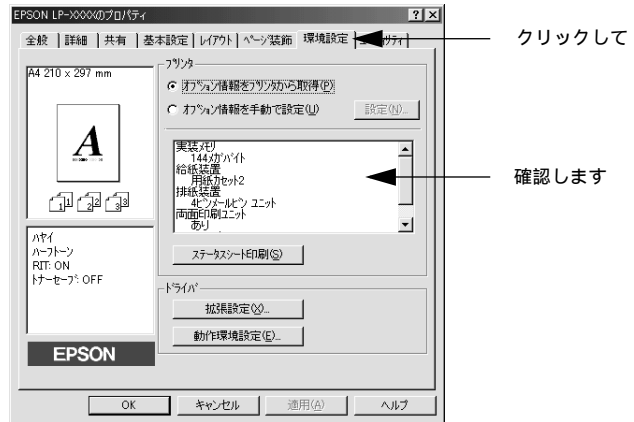 EPSON LP-XXXXのプロパティ
全般 詳細 共有 基本設定 レイアウト ページ装飾 環境設定
クリックして
A4 210 x 297 mm
A
1 1 2 2 3 3
ハヤイ
ハーフトーン
RIT: ON
トナーセーブ: OFF
EPSON
プリンタ
オプション情報をプリンタから取得(P)
オプション情報を手動で設定(U)
設定(N)...
実装メモリ
144メガバイト
給紙装置
用紙カセット2
排紙装置
4ビンメールビン ユニット
両面印刷ユニット
あり
確認します
ステータスシート印刷(S)
ドライバ
拡張設定(X)...
動作環境設定(E)...
OK キャンセル 適用(A) ヘルプ